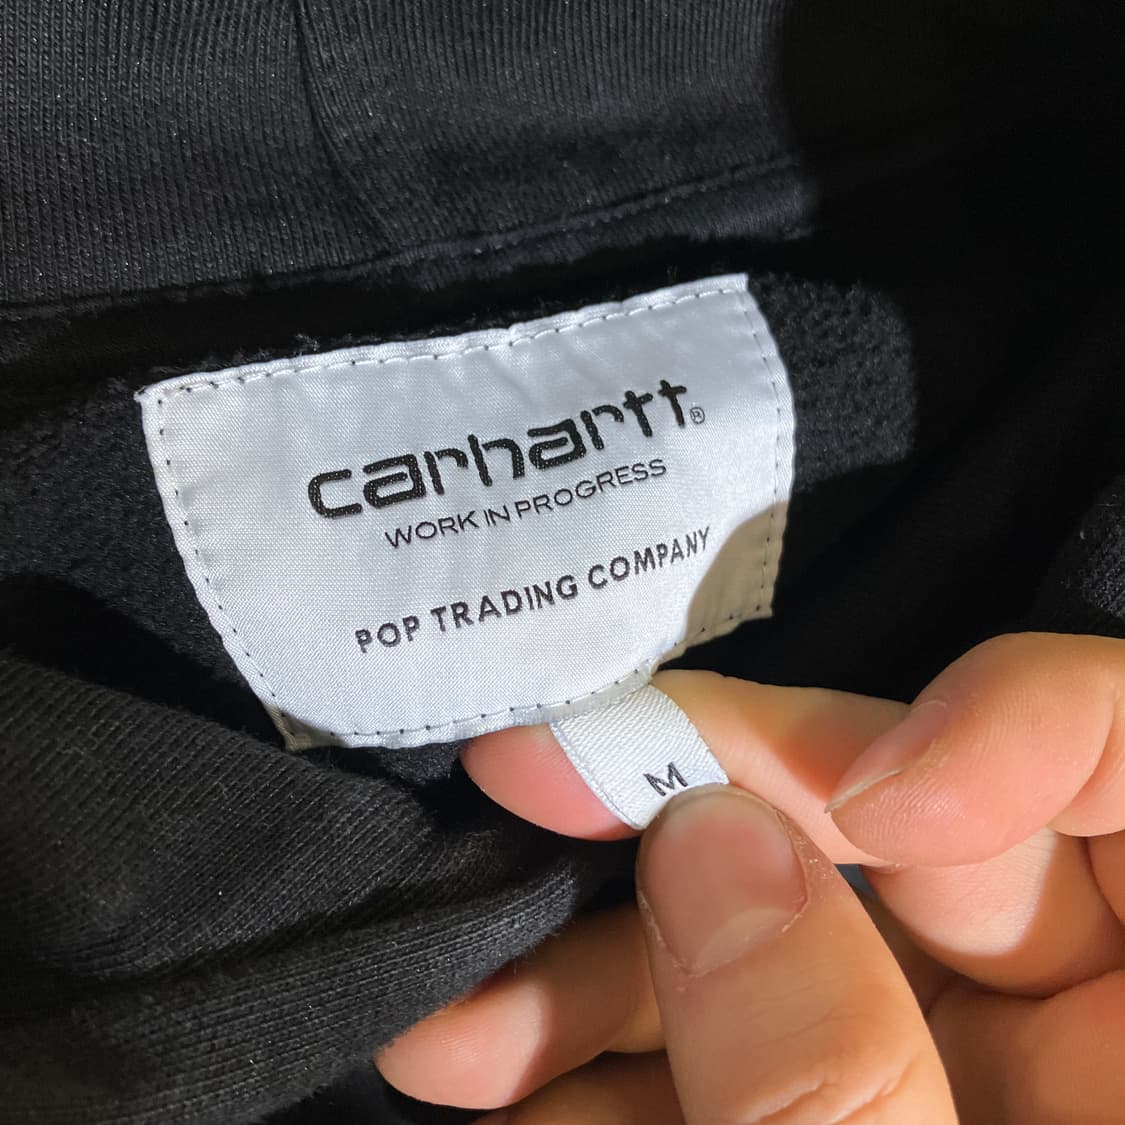 carhartt®
WORK IN PROGRESS
POP TRADING COMPANY
M